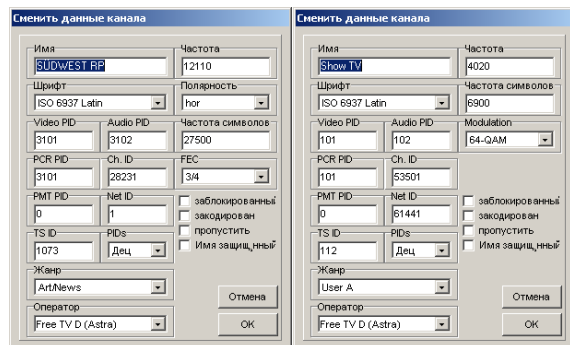 Сменить данные канала
Имя
SÜDWEST RP
Частота
12110
Шрифт
ISO 6937 Latin
Полярность
hor
Video PID
3101
Audio PID
3102
Частота символов
27500
PCR PID
3101
Ch. ID
28231
FEC
3/4
PMT PID
0
Net ID
1
заблокированный
закодирован
пропустить
Имя защищ„нный
TS ID
1073
PIDs
Дец
Жанр
Art/News
Отмена
Оператор
Free TV D (Astra)
OK
Сменить данные канала
Имя
Show TV
Частота
4020
Шрифт
ISO 6937 Latin
Частота символов
6900
Video PID
101
Audio PID
102
Modulation
64-QAM
PCR PID
101
Ch. ID
53501
PMT PID
0
Net ID
61441
заблокированный
закодирован
пропустить
Имя защищ„нный
TS ID
112
PIDs
Дец
Жанр
User A
Отмена
Оператор
Free TV D (Astra)
OK